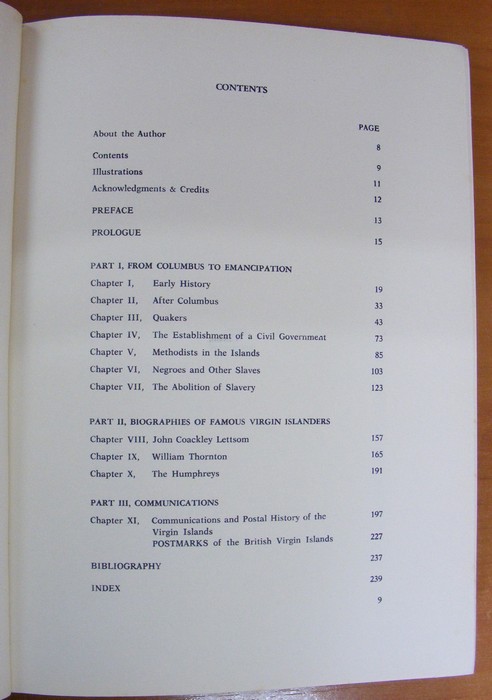 CONTENTS
PAGE
About the Author 8
Contents 9
Illustrations 11
Acknowledgments & Credits 12
PREFACE 13
PROLOGUE 15
PART I, FROM COLUMBUS TO EMANCIPATION
Chapter I, Early History 19
Chapter II, After Columbus 33
Chapter III, Quakers 43
Chapter IV, The Establishment of a Civil Government 73
Chapter V, Methodists in the Islands 85
Chapter VI, Negroes and Other Slaves 103
Chapter VII, The Abolition of Slavery 123
PART II, BIOGRAPHIES OF FAMOUS VIRGIN ISLANDERS
Chapter VIII, John Coackley Lettsom 157
Chapter IX, William Thornton 165
Chapter X, The Humphreys 191
PART III, COMMUNICATIONS
Chapter XI, Communications and Postal History of the 197
Virgin Islands
POSTMARKS of the British Virgin Islands 227
BIBLIOGRAPHY 237
INDEX 239
9